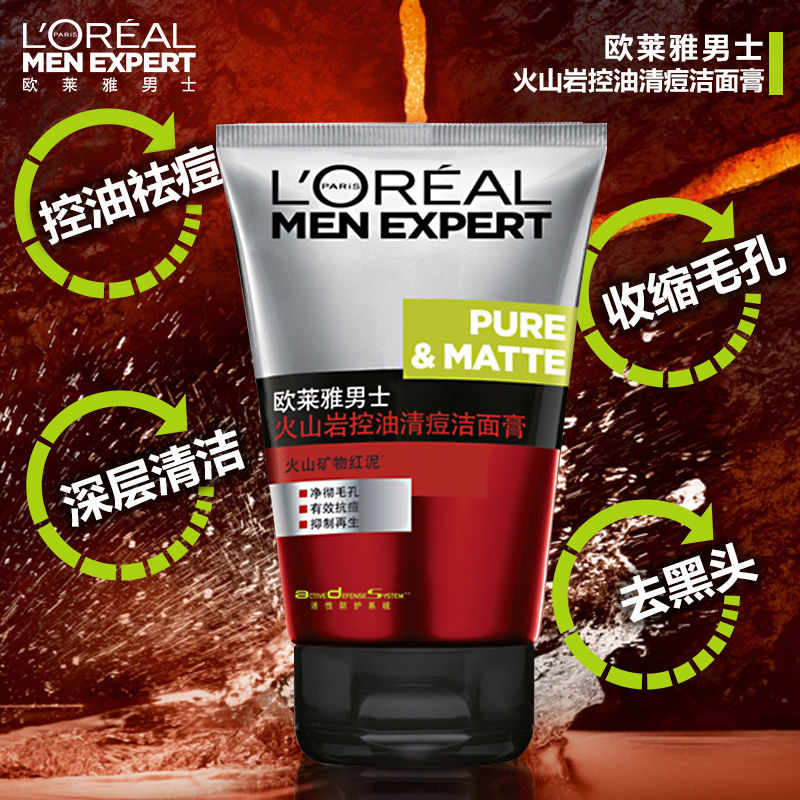 L'ORÉAL
PARIS
MEN EXPERT
欧莱雅男士
欧莱雅男士
火山岩控油清痘洁面膏
控油祛痘
收缩毛孔
深层清洁
去黑头
L'ORÉAL
PARIS
MEN EXPERT
PURE
& MATTE
欧莱雅男士
火山岩控油清痘洁面膏
火山矿物红泥*
净彻毛孔
有效抗痘
抑制再生
ACTIVE DEFENSE SYSTEM
活性防护系统